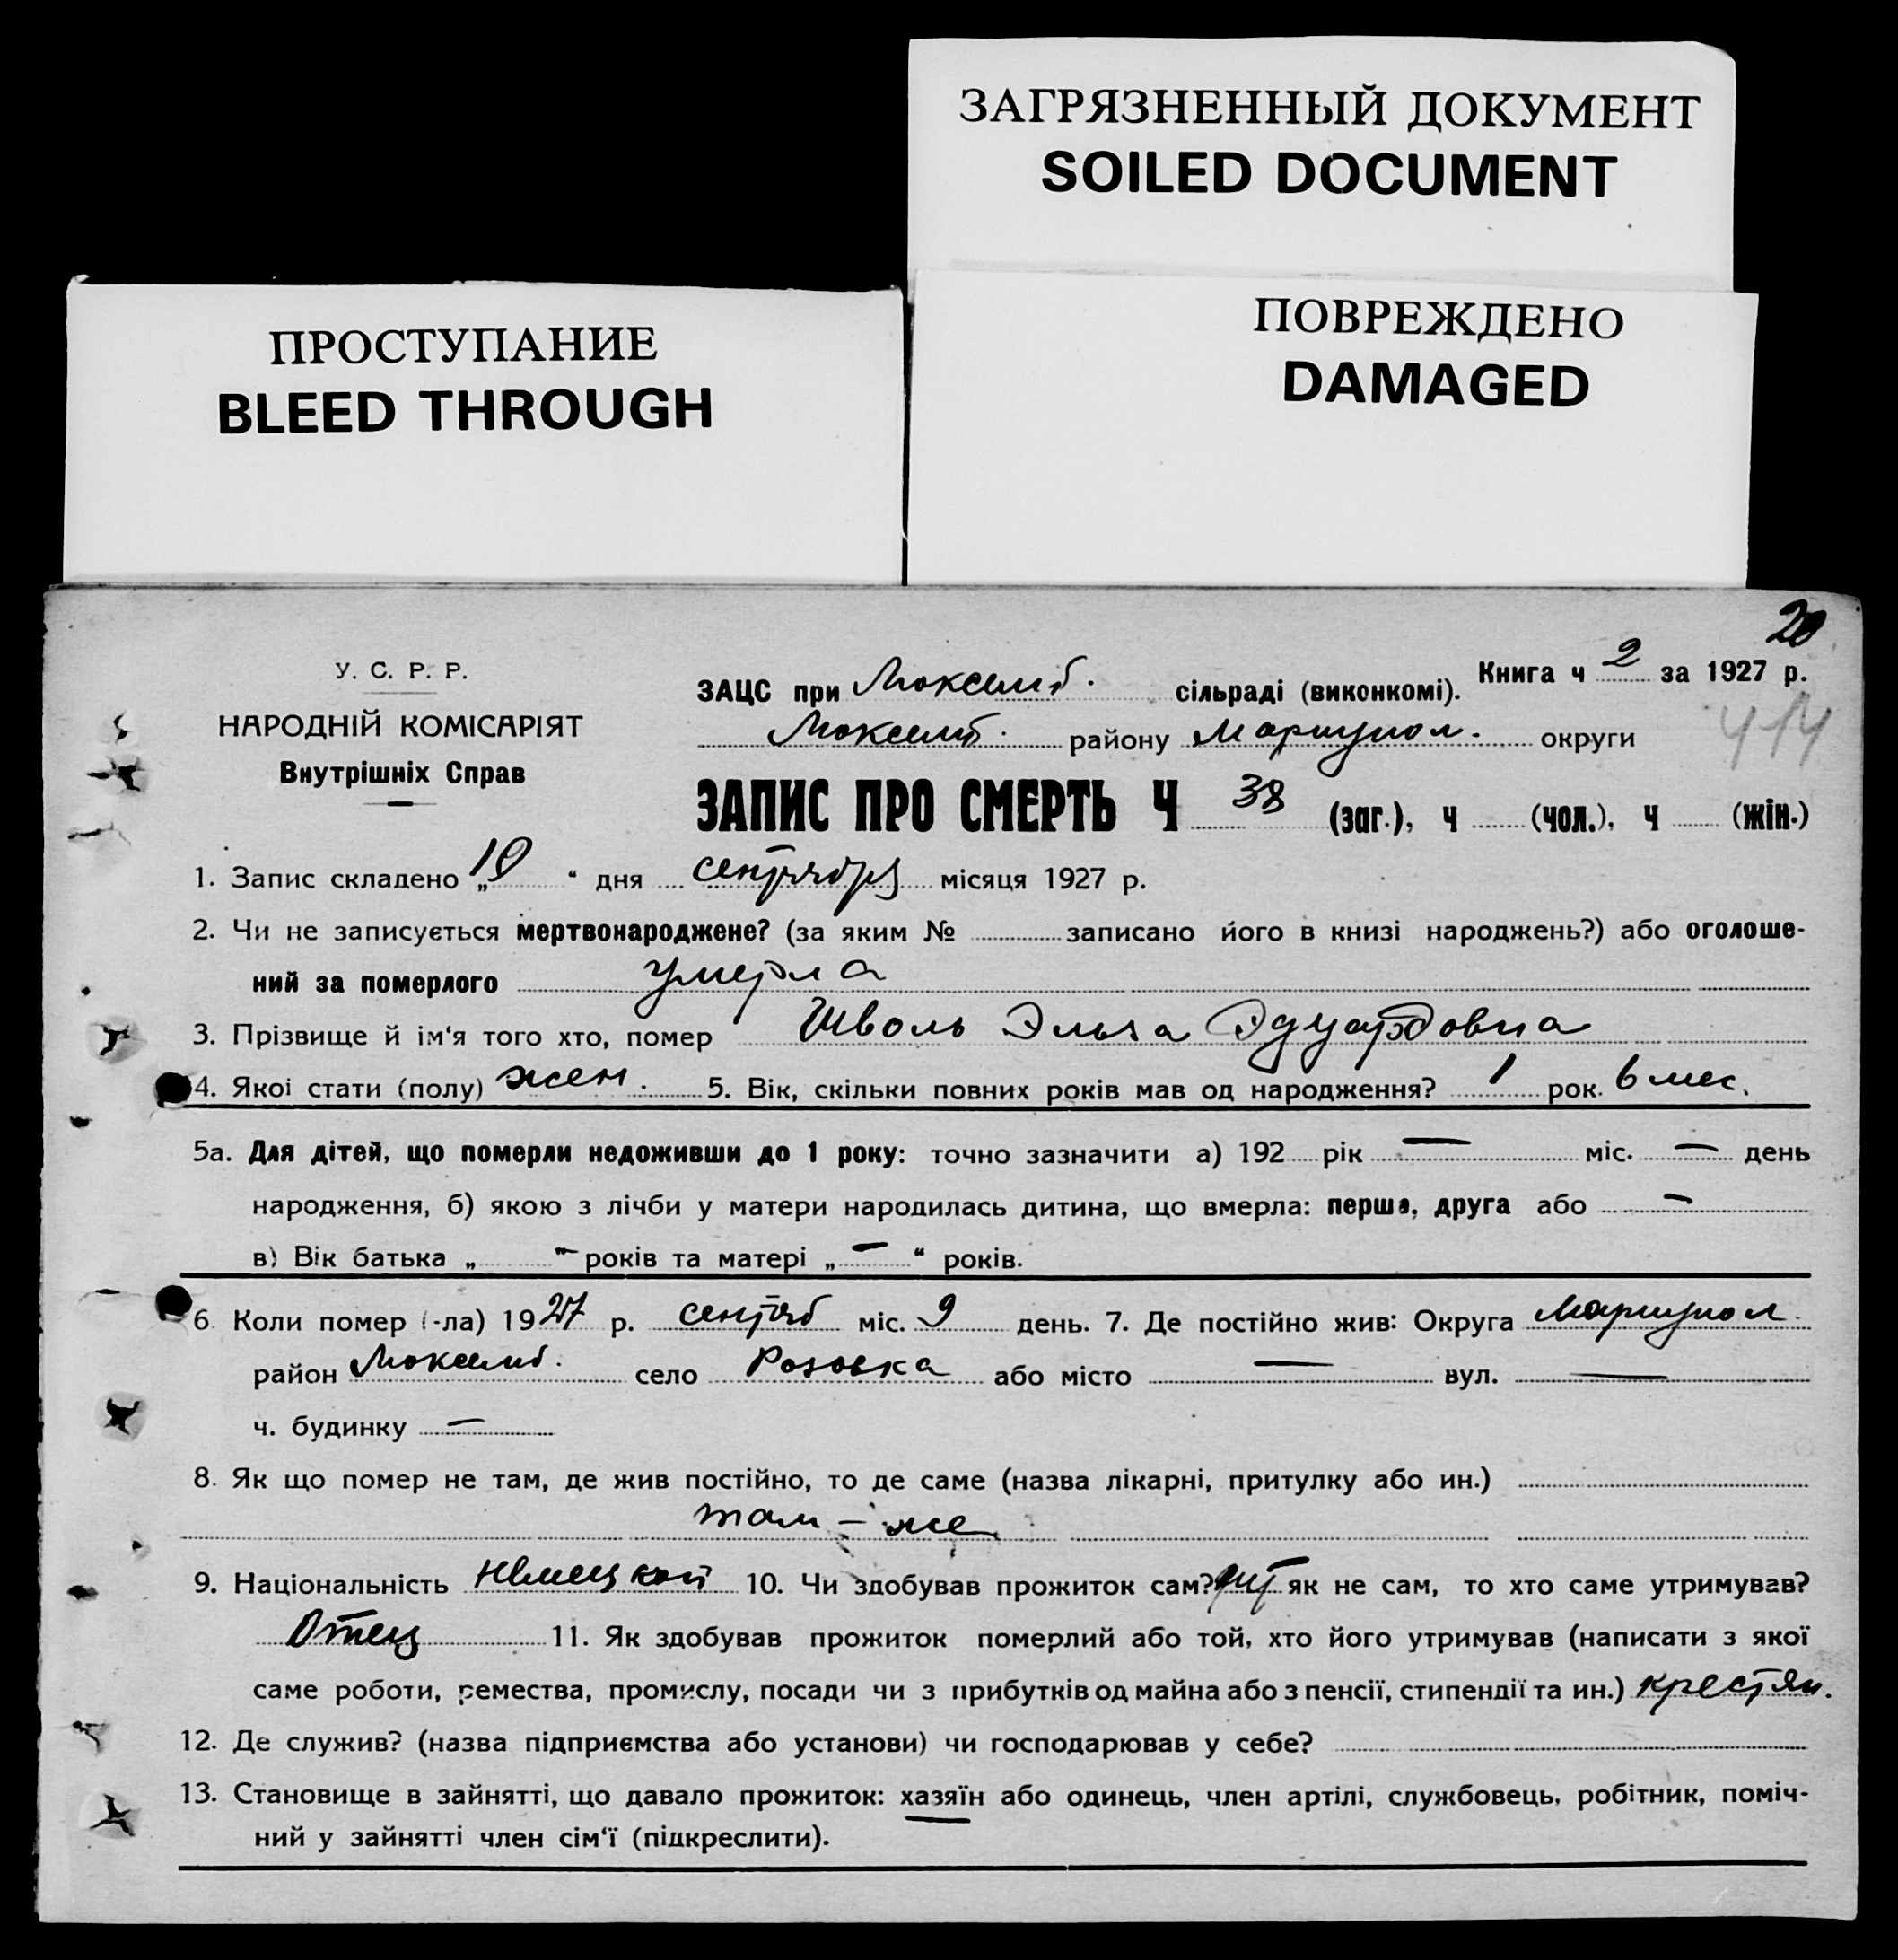 ЗАГРЯЗНЕННЫЙ ДОКУМЕНТ
SOILED DOCUMENT
ПРОСТУПАНИЕ
BLEED THROUGH
ПОВРЕЖДЕНО
DAMAGED
20
У. С. Р. Р.
НАРОДНІЙ КОМІСАРІЯТ
Внутрішніх Справ
ЗАЦС при Люксемб. сільраді (виконкомі). Книга ч 2 за 1927 р.
Люксемб. району Мариупол. округи
414
ЗАПИС ПРО СМЕРТЬ Ч 38 (заг.), ч (чол.), ч (жін.)
1. Запис складено „19“ дня сентября місяця 1927 р.
2. Чи не записується мертвонароджене? (за яким № записано його в книзі народжень?) або оголоше-
ний за померлого умерла
3. Прізвище й ім'я того хто, помер Шволь Эльза Эдуардовна
4. Якої стати (полу) жен. 5. Вік, скільки повних років мав од народження? 1 рок. 6 мес.
5а. Для дітей, що померли недоживши до 1 року: точно зазначити а) 192 рік — міс. — день
народження, б) якою з лічби у матери народилась дитина, що вмерла: перша, друга або —
в) Вік батька „ “ — років та матері „ — “ років.
6. Коли помер (-ла) 1927 р. сентяб міс. 9 день. 7. Де постійно жив: Округа Мариупол.
район Люксемб. село Розовка або місто — вул. —
ч. будинку —
8. Як що помер не там, де жив постійно, то де саме (назва лікарні, притулку або ин.)
там - же
9. Національність Немецкой 10. Чи здобував прожиток сам? як не сам, то хто саме утримував?
Отец 11. Як здобував прожиток померлий або той, хто його утримував (написати з якої
саме роботи, ремества, промислу, посади чи з прибутків од майна або з пенсії, стипендії та ин.) крестян.
12. Де служив? (назва підприємства або установи) чи господарював у себе?
13. Становище в зайнятті, що давало прожиток: хазяїн або одинець, член артілі, службовець, робітник, поміч-
ний у зайнятті член сім'ї (підкреслити).